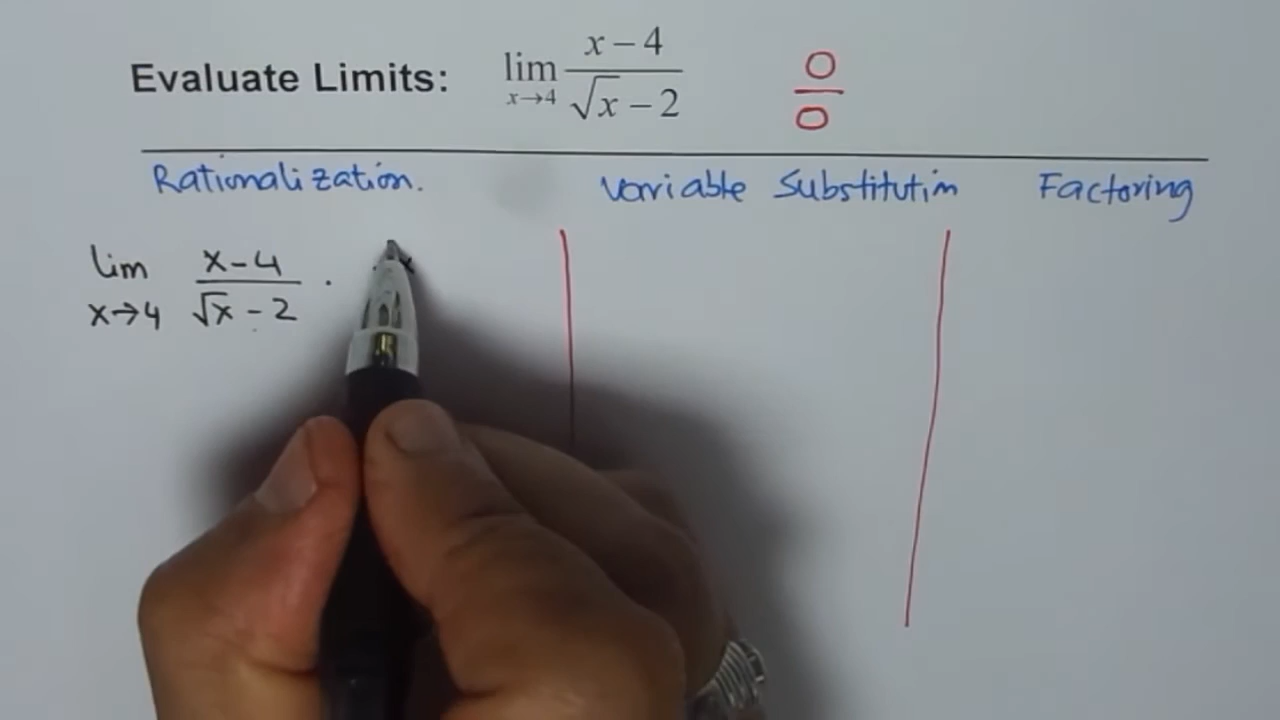 Evaluate Limits: lim x→4 x − 4 / √x − 2 0/0
Rationalization. Variable Substitutim Factoring
lim x→4 x-4 / √x - 2 ·